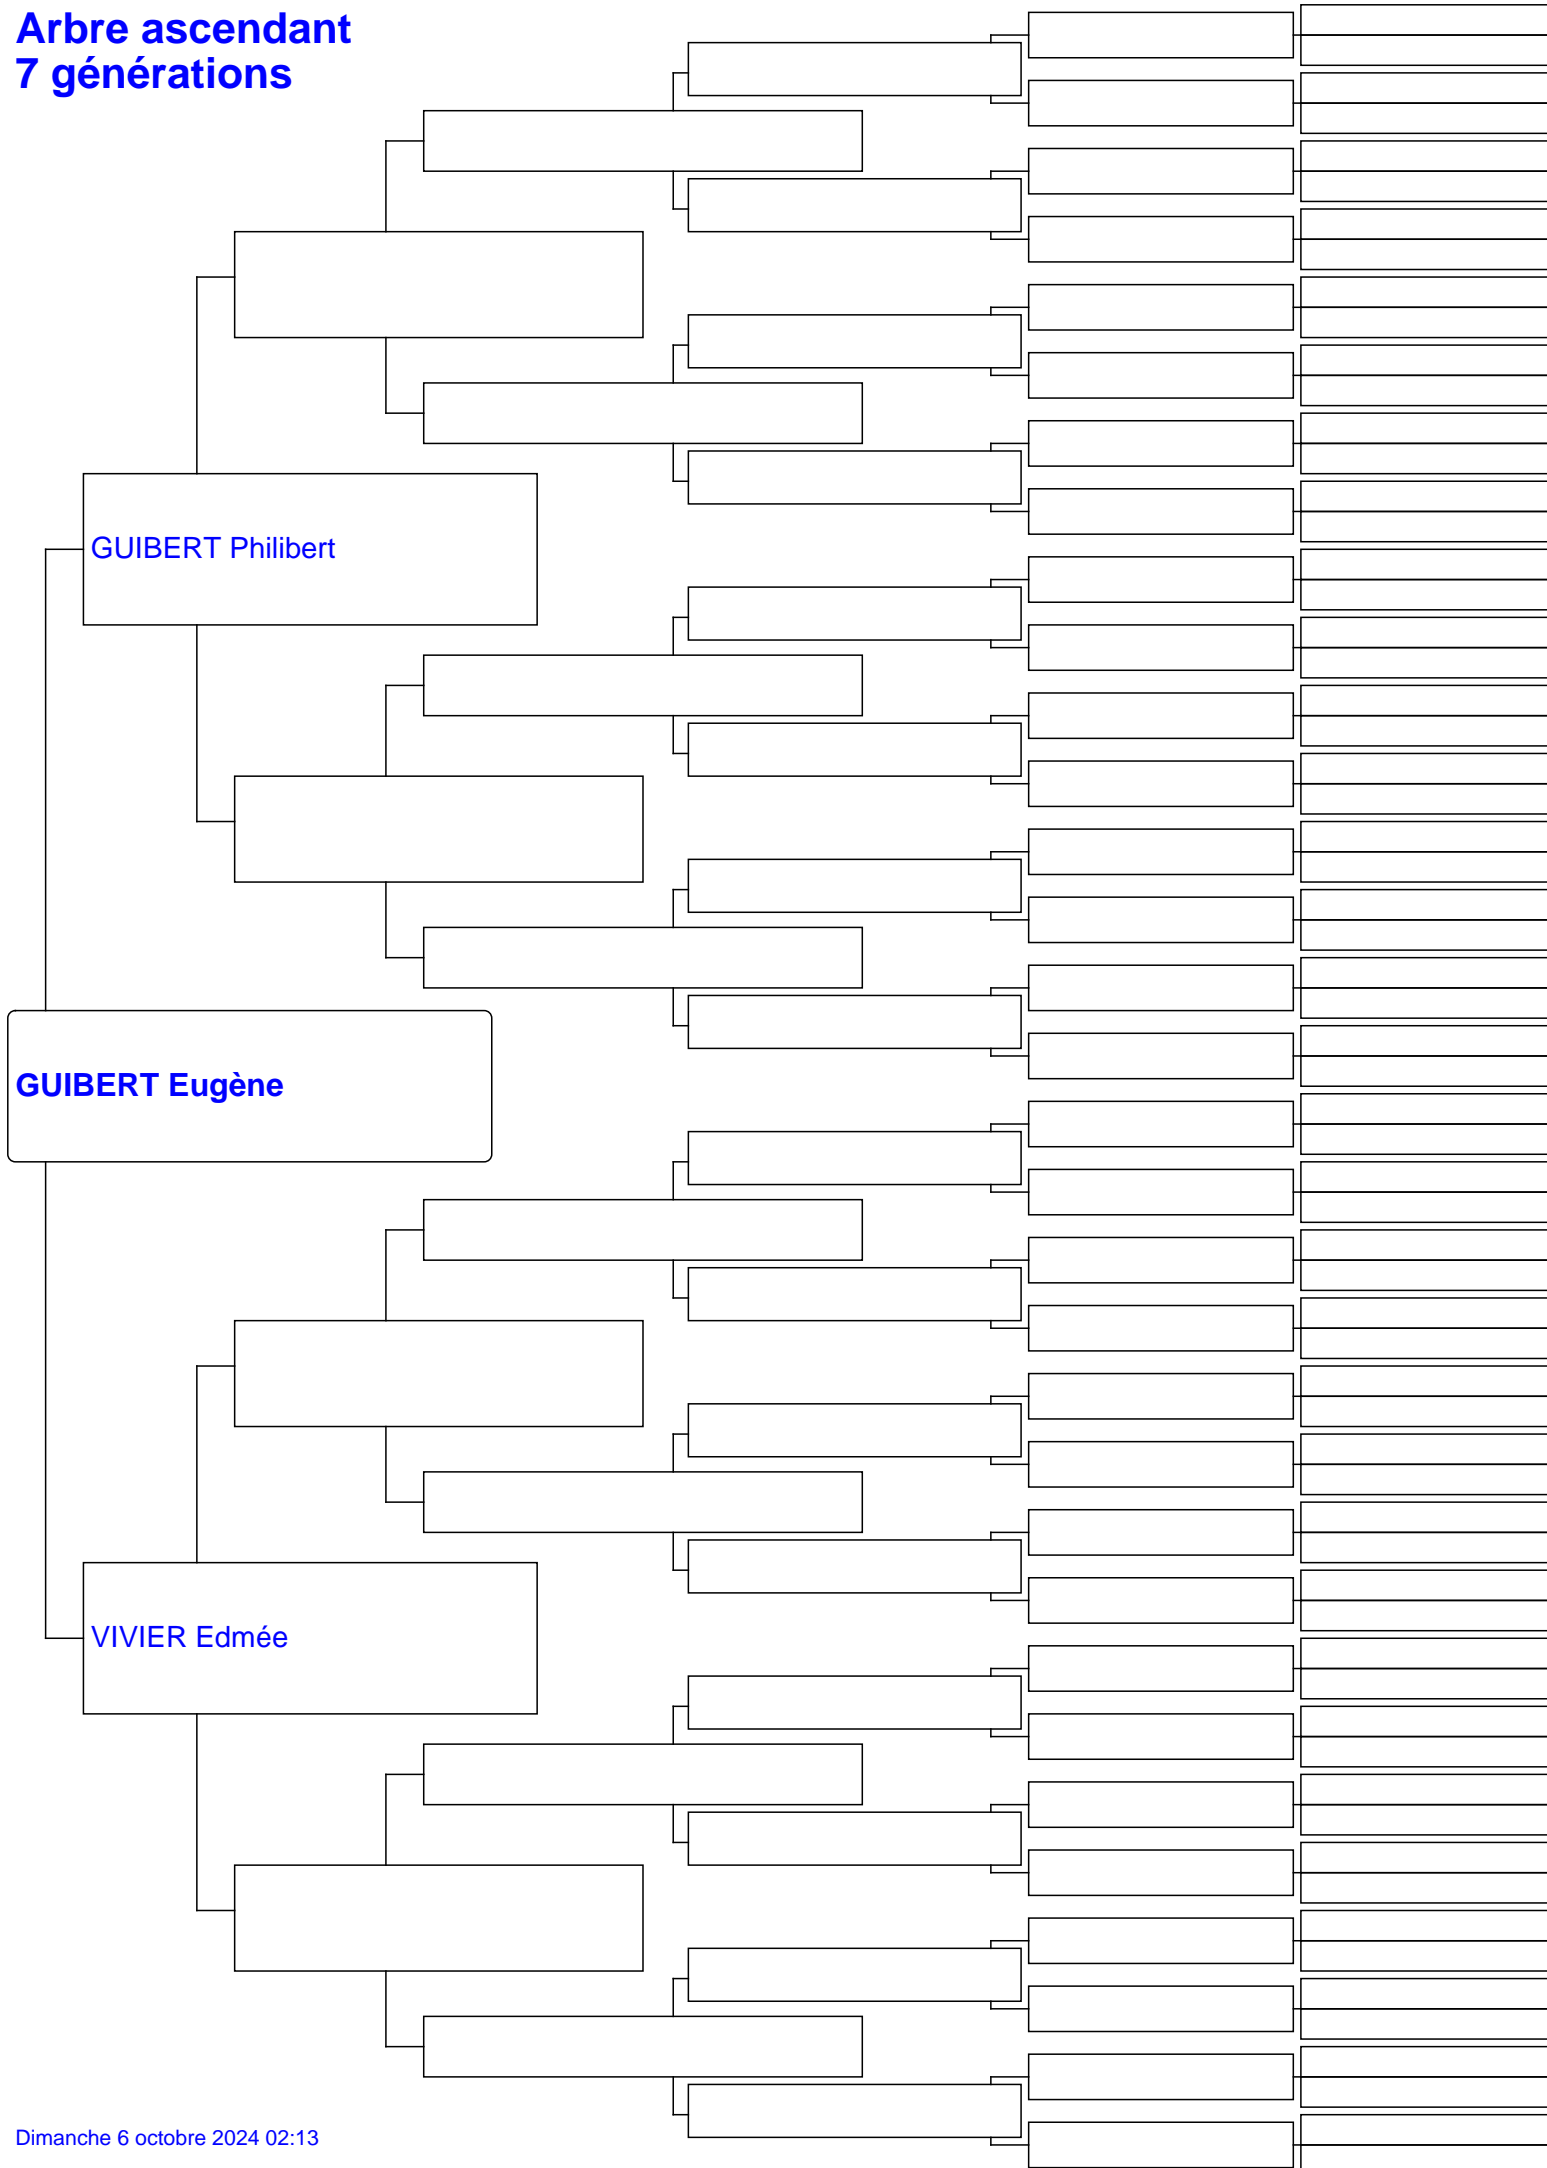 Arbre ascendant
7 générations
GUIBERT Philibert
GUIBERT Eugène
VIVIER Edmée
Dimanche 6 octobre 2024 02:13